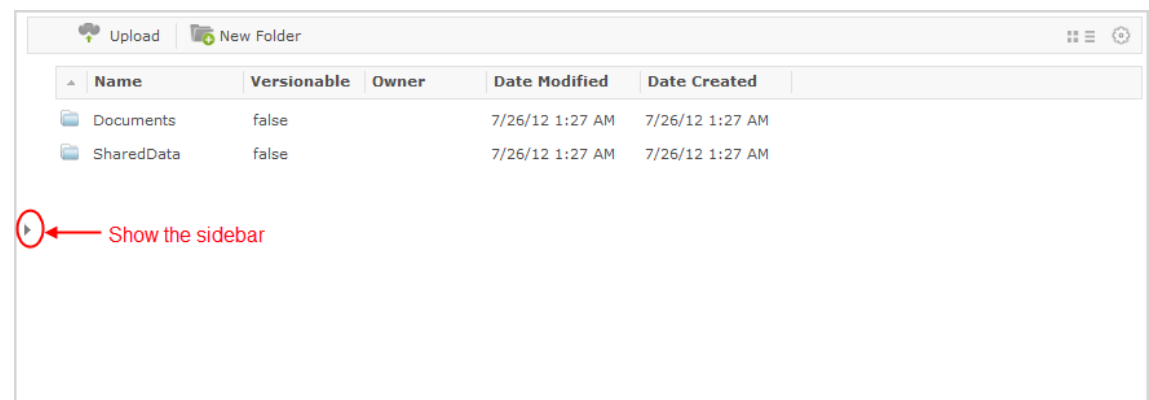 Upload New Folder
Name Versionable Owner Date Modified Date Created
Documents false 7/26/12 1:27 AM 7/26/12 1:27 AM
SharedData false 7/26/12 1:27 AM 7/26/12 1:27 AM
Show the sidebar